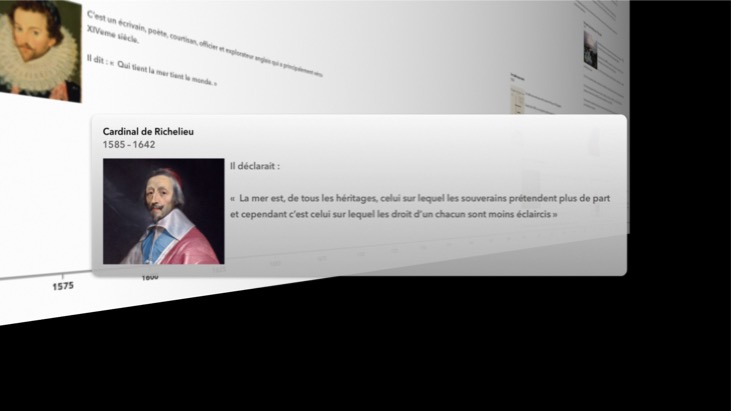 C'est un écrivain, poète, courtisan, officier et explorateur anglais qui a principalement vécu
XIVeme siècle.
Il dit : « Qui tient la mer tient le monde. »
Cardinal de Richelieu
1585 - 1642
Il déclarait :
« La mer est, de tous les héritages, celui sur lequel les souverains prétendent plus de part
et cependant c'est celui sur lequel les droit d'un chacun sont moins éclaircis »
1575
1600